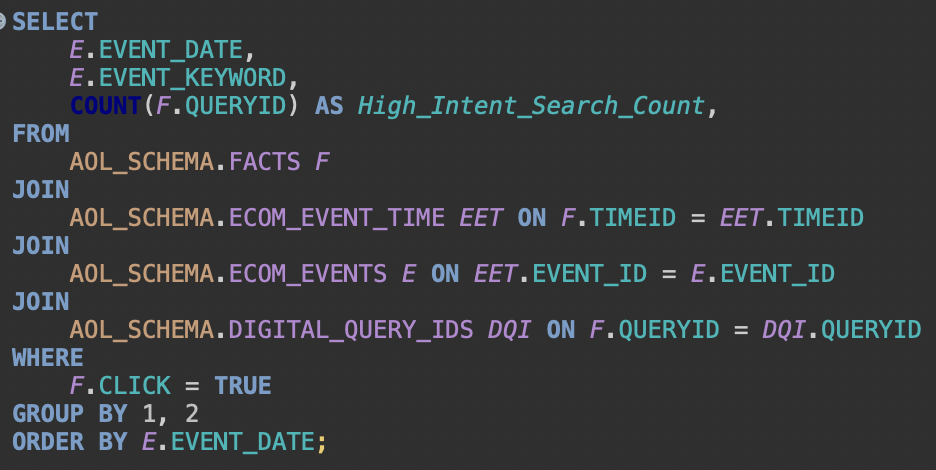 SELECT
    E.EVENT_DATE,
    E.EVENT_KEYWORD,
    COUNT(F.QUERYID) AS High_Intent_Search_Count,
FROM
    AOL_SCHEMA.FACTS F
JOIN
    AOL_SCHEMA.ECOM_EVENT_TIME EET ON F.TIMEID = EET.TIMEID
JOIN
    AOL_SCHEMA.ECOM_EVENTS E ON EET.EVENT_ID = E.EVENT_ID
JOIN
    AOL_SCHEMA.DIGITAL_QUERY_IDS DQI ON F.QUERYID = DQI.QUERYID
WHERE
    F.CLICK = TRUE
GROUP BY 1, 2
ORDER BY E.EVENT_DATE;